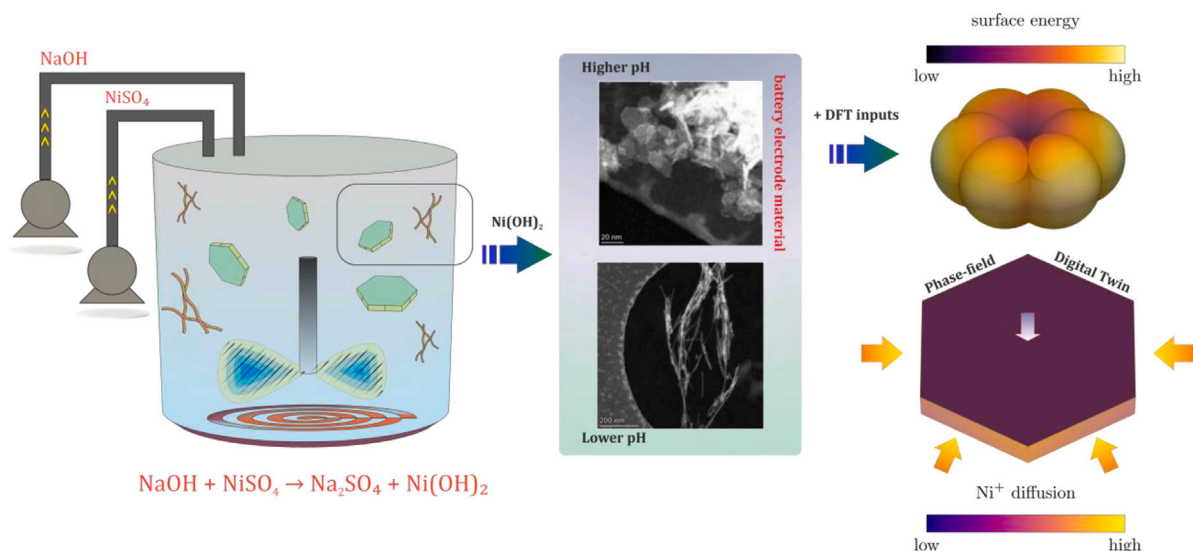 NaOH
NiSO₄
NaOH + NiSO₄ → Na₂SO₄ + Ni(OH)₂
Ni(OH)₂
Higher pH
battery electrode material
20 nm
200 nm
Lower pH
+ DFT inputs
surface energy
low high
Phase-field Digital Twin
Ni⁺ diffusion
low high